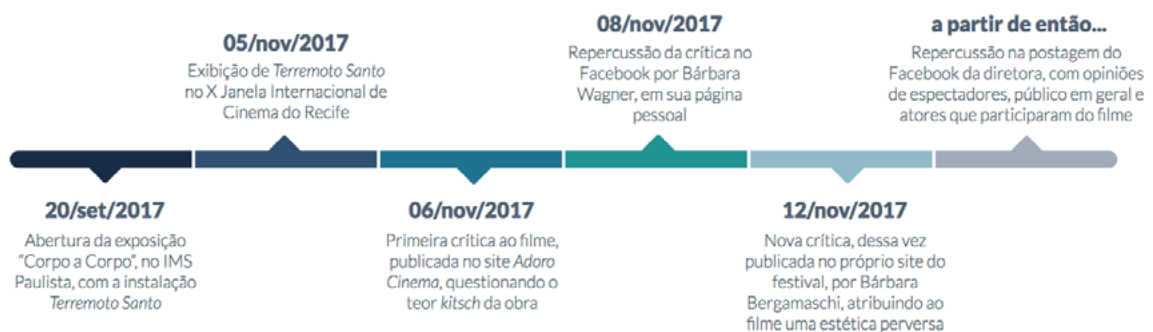 20/set/2017
Abertura da exposição
“Corpo a Corpo”, no IMS
Paulista, com a instalação
Terremoto Santo
05/nov/2017
Exibição de Terremoto Santo
no X Janela Internacional de
Cinema do Recife
06/nov/2017
Primeira crítica ao filme,
publicada no site Adoro
Cinema, questionando o
teor kitsch da obra
08/nov/2017
Repercussão da crítica no
Facebook por Bárbara
Wagner, em sua página
pessoal
12/nov/2017
Nova crítica, dessa vez
publicada no próprio site do
festival, por Bárbara
Bergamaschi, atribuindo ao
filme uma estética perversa
a partir de então...
Repercussão na postagem do
Facebook da diretora, com opiniões
de espectadores, público em geral e
atores que participaram do filme